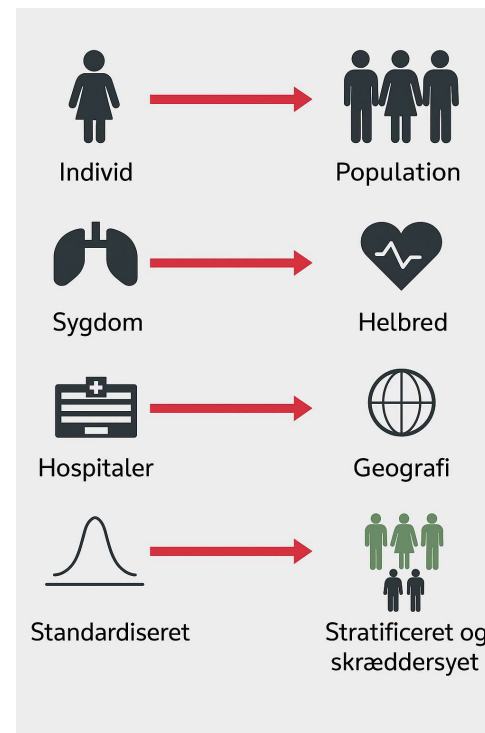 Individ
Population
Sygdom
Helbred
Hospitaler
Geografi
Standardiseret
Stratificeret og
skræddersyet